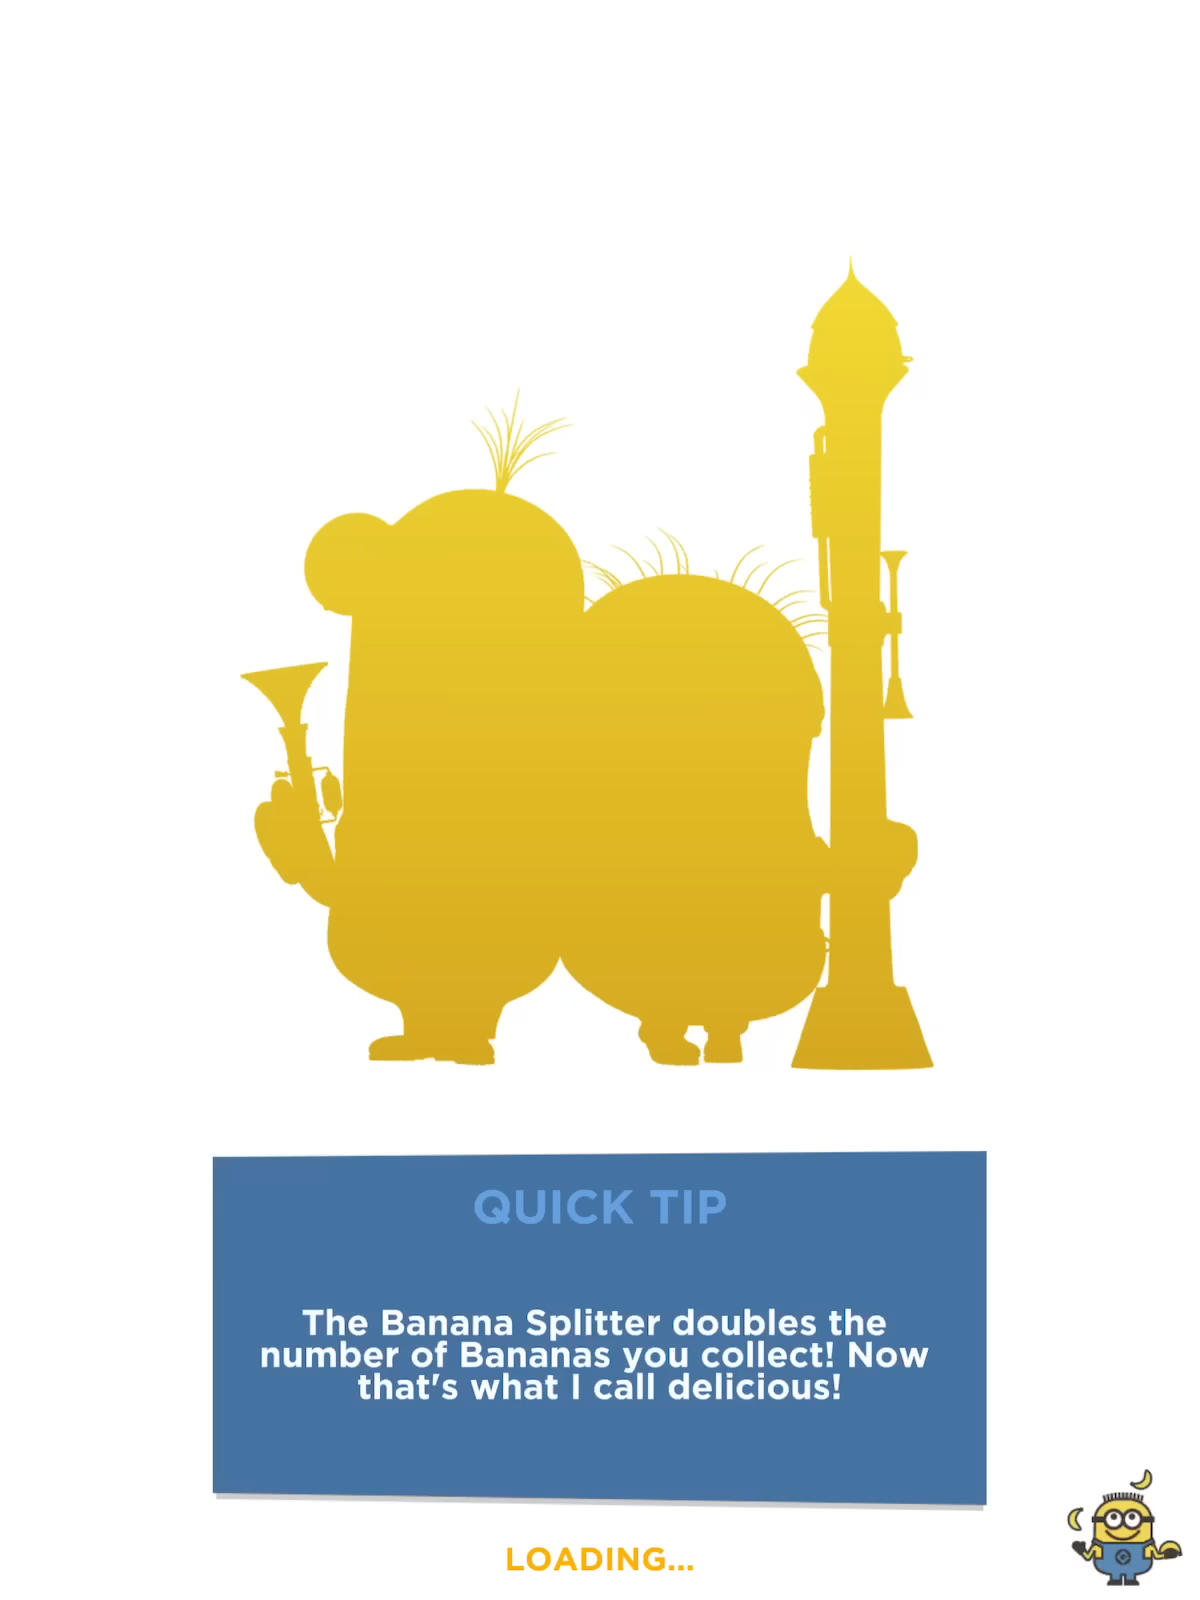 QUICK TIP
The Banana Splitter doubles the
number of Bananas you collect! Now
that's what I call delicious!
LOADING...